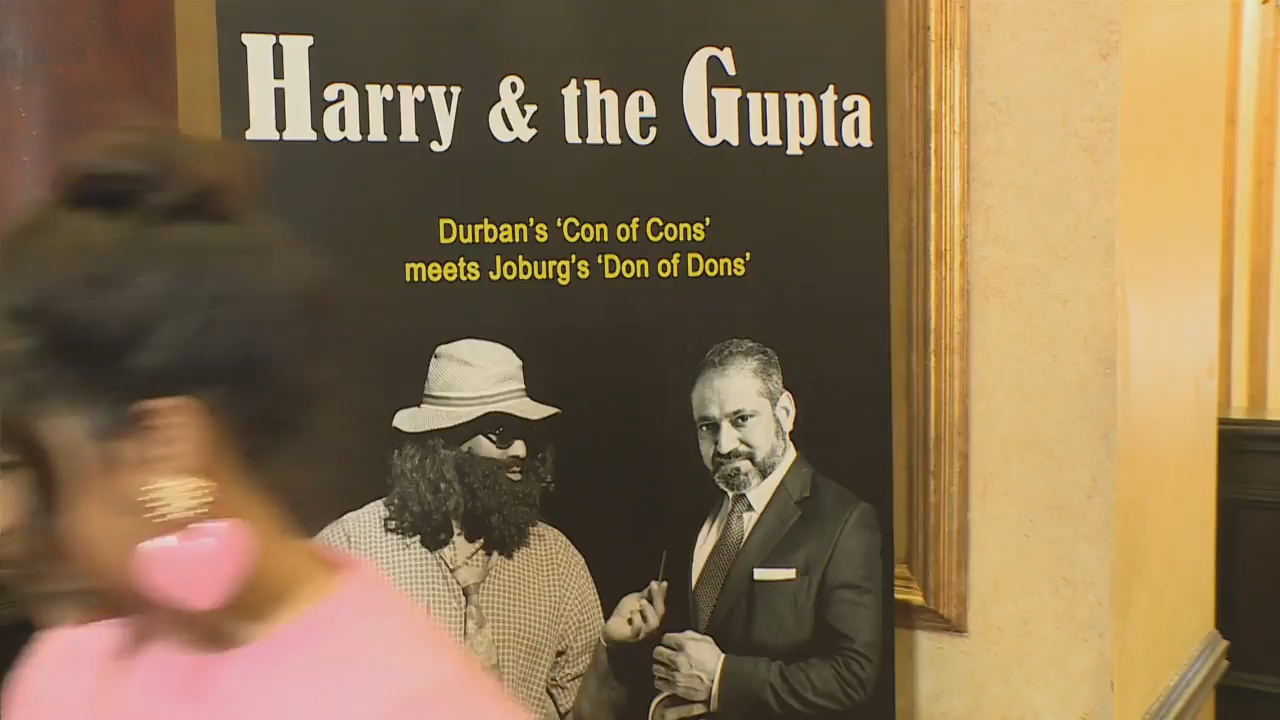 Harry & the Gupta
Durban's 'Con of Cons'
meets Joburg's 'Don of Dons'